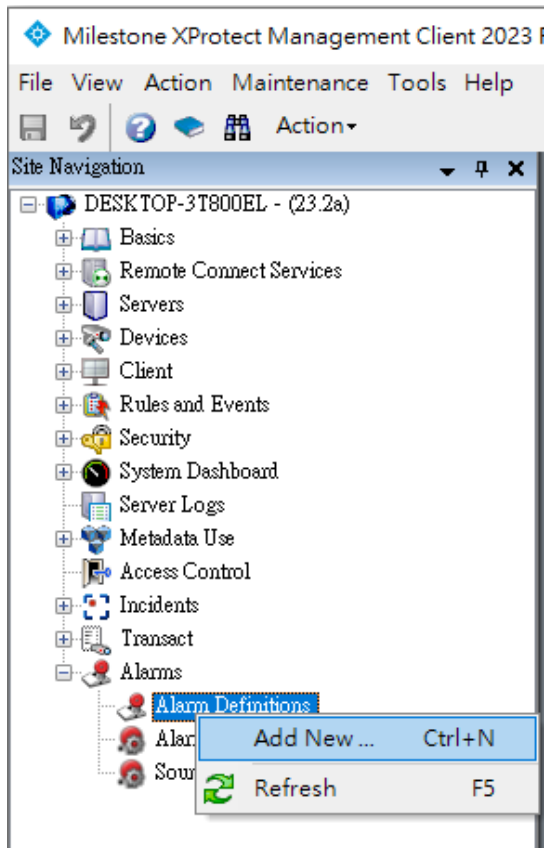 Milestone XProtect Management Client 2023
File View Action Maintenance Tools Help
Action
Site Navigation
DESKTOP-3T800EL - (23.2a)
Basics
Remote Connect Services
Servers
Devices
Client
Rules and Events
Security
System Dashboard
Server Logs
Metadata Use
Access Control
Incidents
Transact
Alarms
Alarm Definitions
Alar
Add New ... Ctrl+N
Sour
Refresh F5